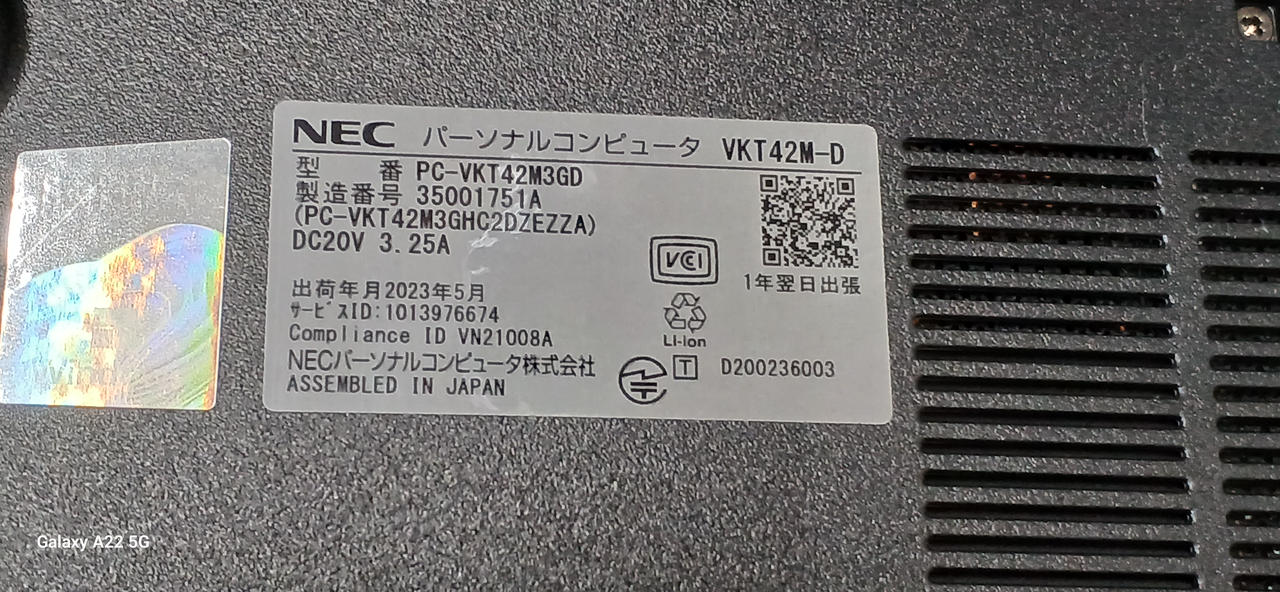 NEC パーソナルコンピュータ VKT42M-D
型 番 PC-VKT42M3GD
製造番号 35001751A
(PC-VKT42M3GHC2DZEZZA)
DC20V 3.25A
VCCI
1年翌日出張
出荷年月2023年5月
サービスID:1013976674
Li-ion
Compliance ID VN21008A
NECパーソナルコンピュータ株式会社
T D200236003
ASSEMBLED IN JAPAN
Galaxy A22 5G